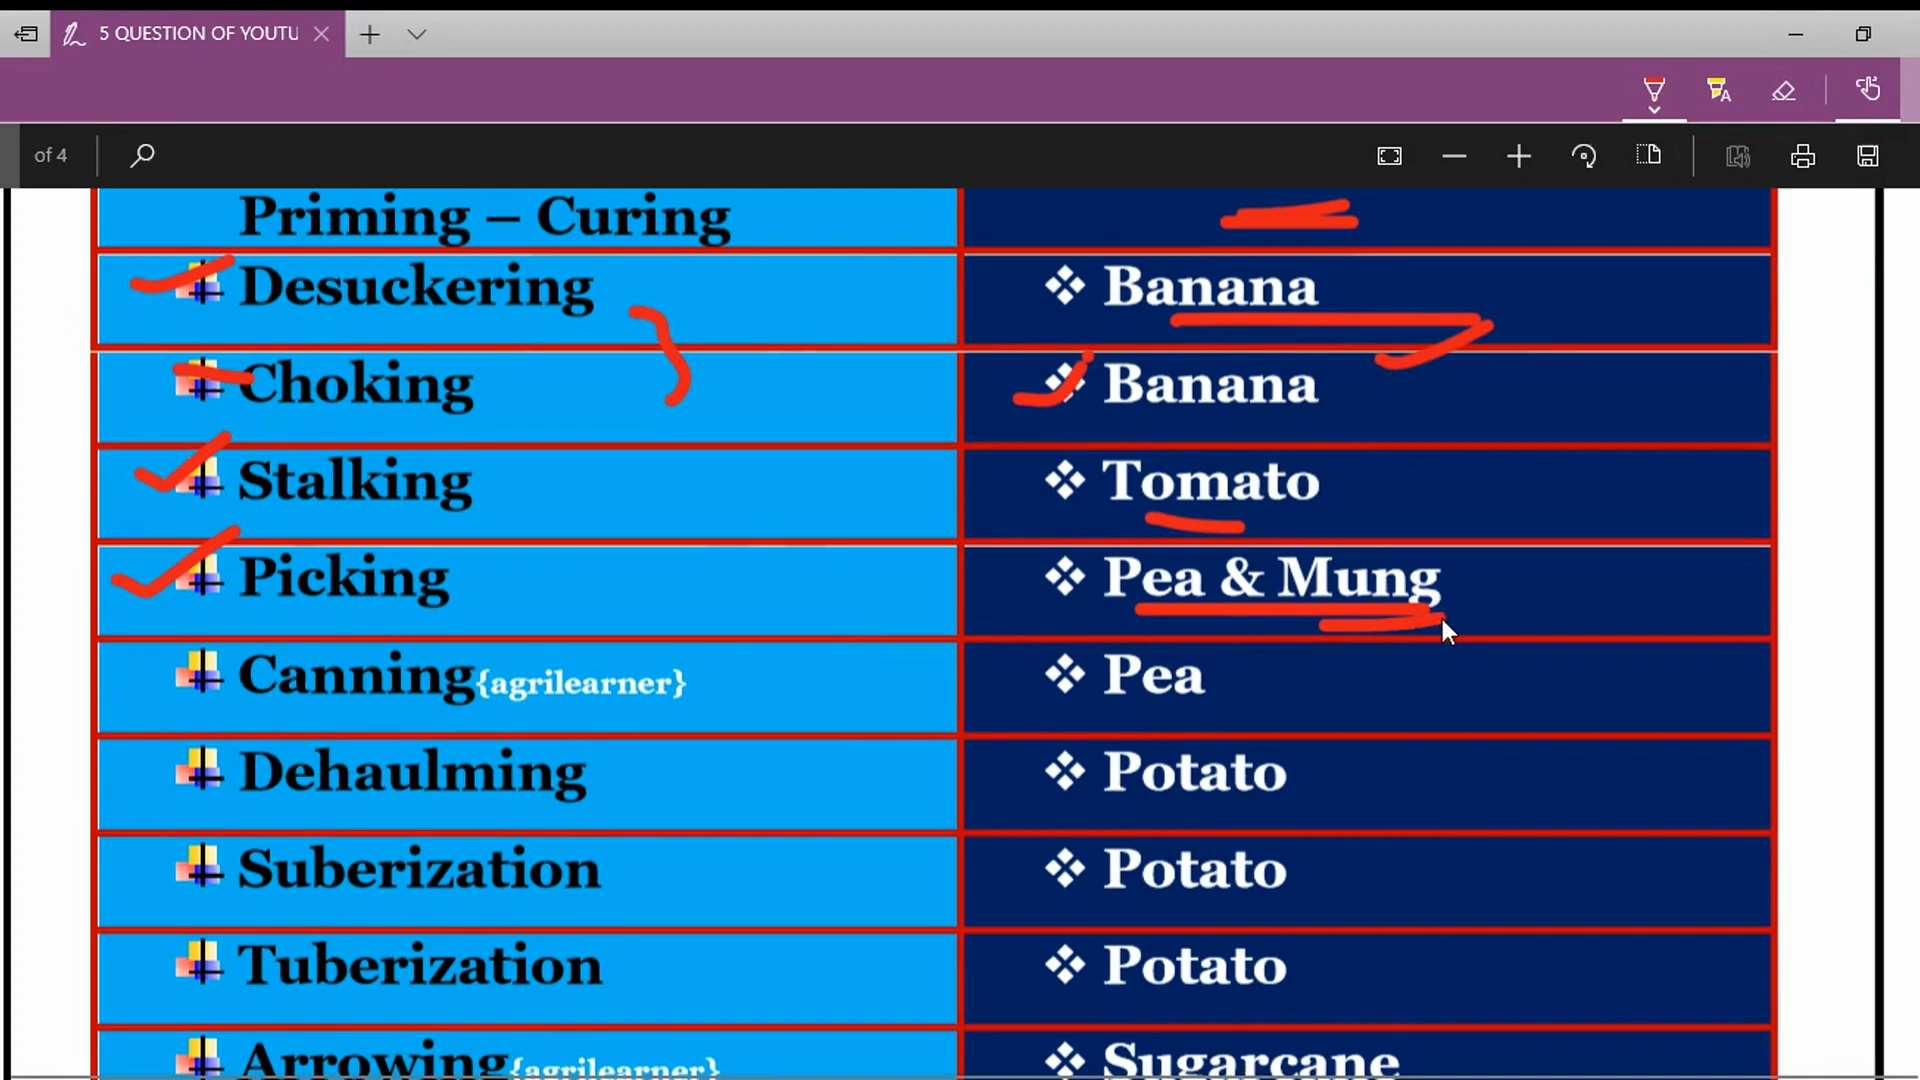 5 QUESTION OF YOUTU
of 4
Priming – Curing
Desuckering Banana
Choking Banana
Stalking Tomato
Picking Pea & Mung
Canning{agrilearner} Pea
Dehaulming Potato
Suberization Potato
Tuberization Potato
Arrowing{agrilearner} Sugarcane